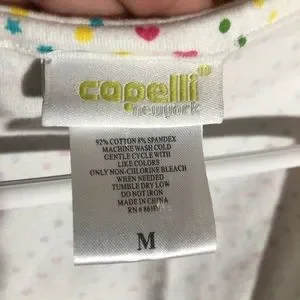 capelli
newyork
92% COTTON 8% SPANDEX
MACHINE WASH COLD
GENTLE CYCLE WITH
LIKE COLORS
ONLY NON-CHLORINE BLEACH
WHEN NEEDED
TUMBLE DRY LOW
DO NOT IRON
MADE IN CHINA
RN #
M